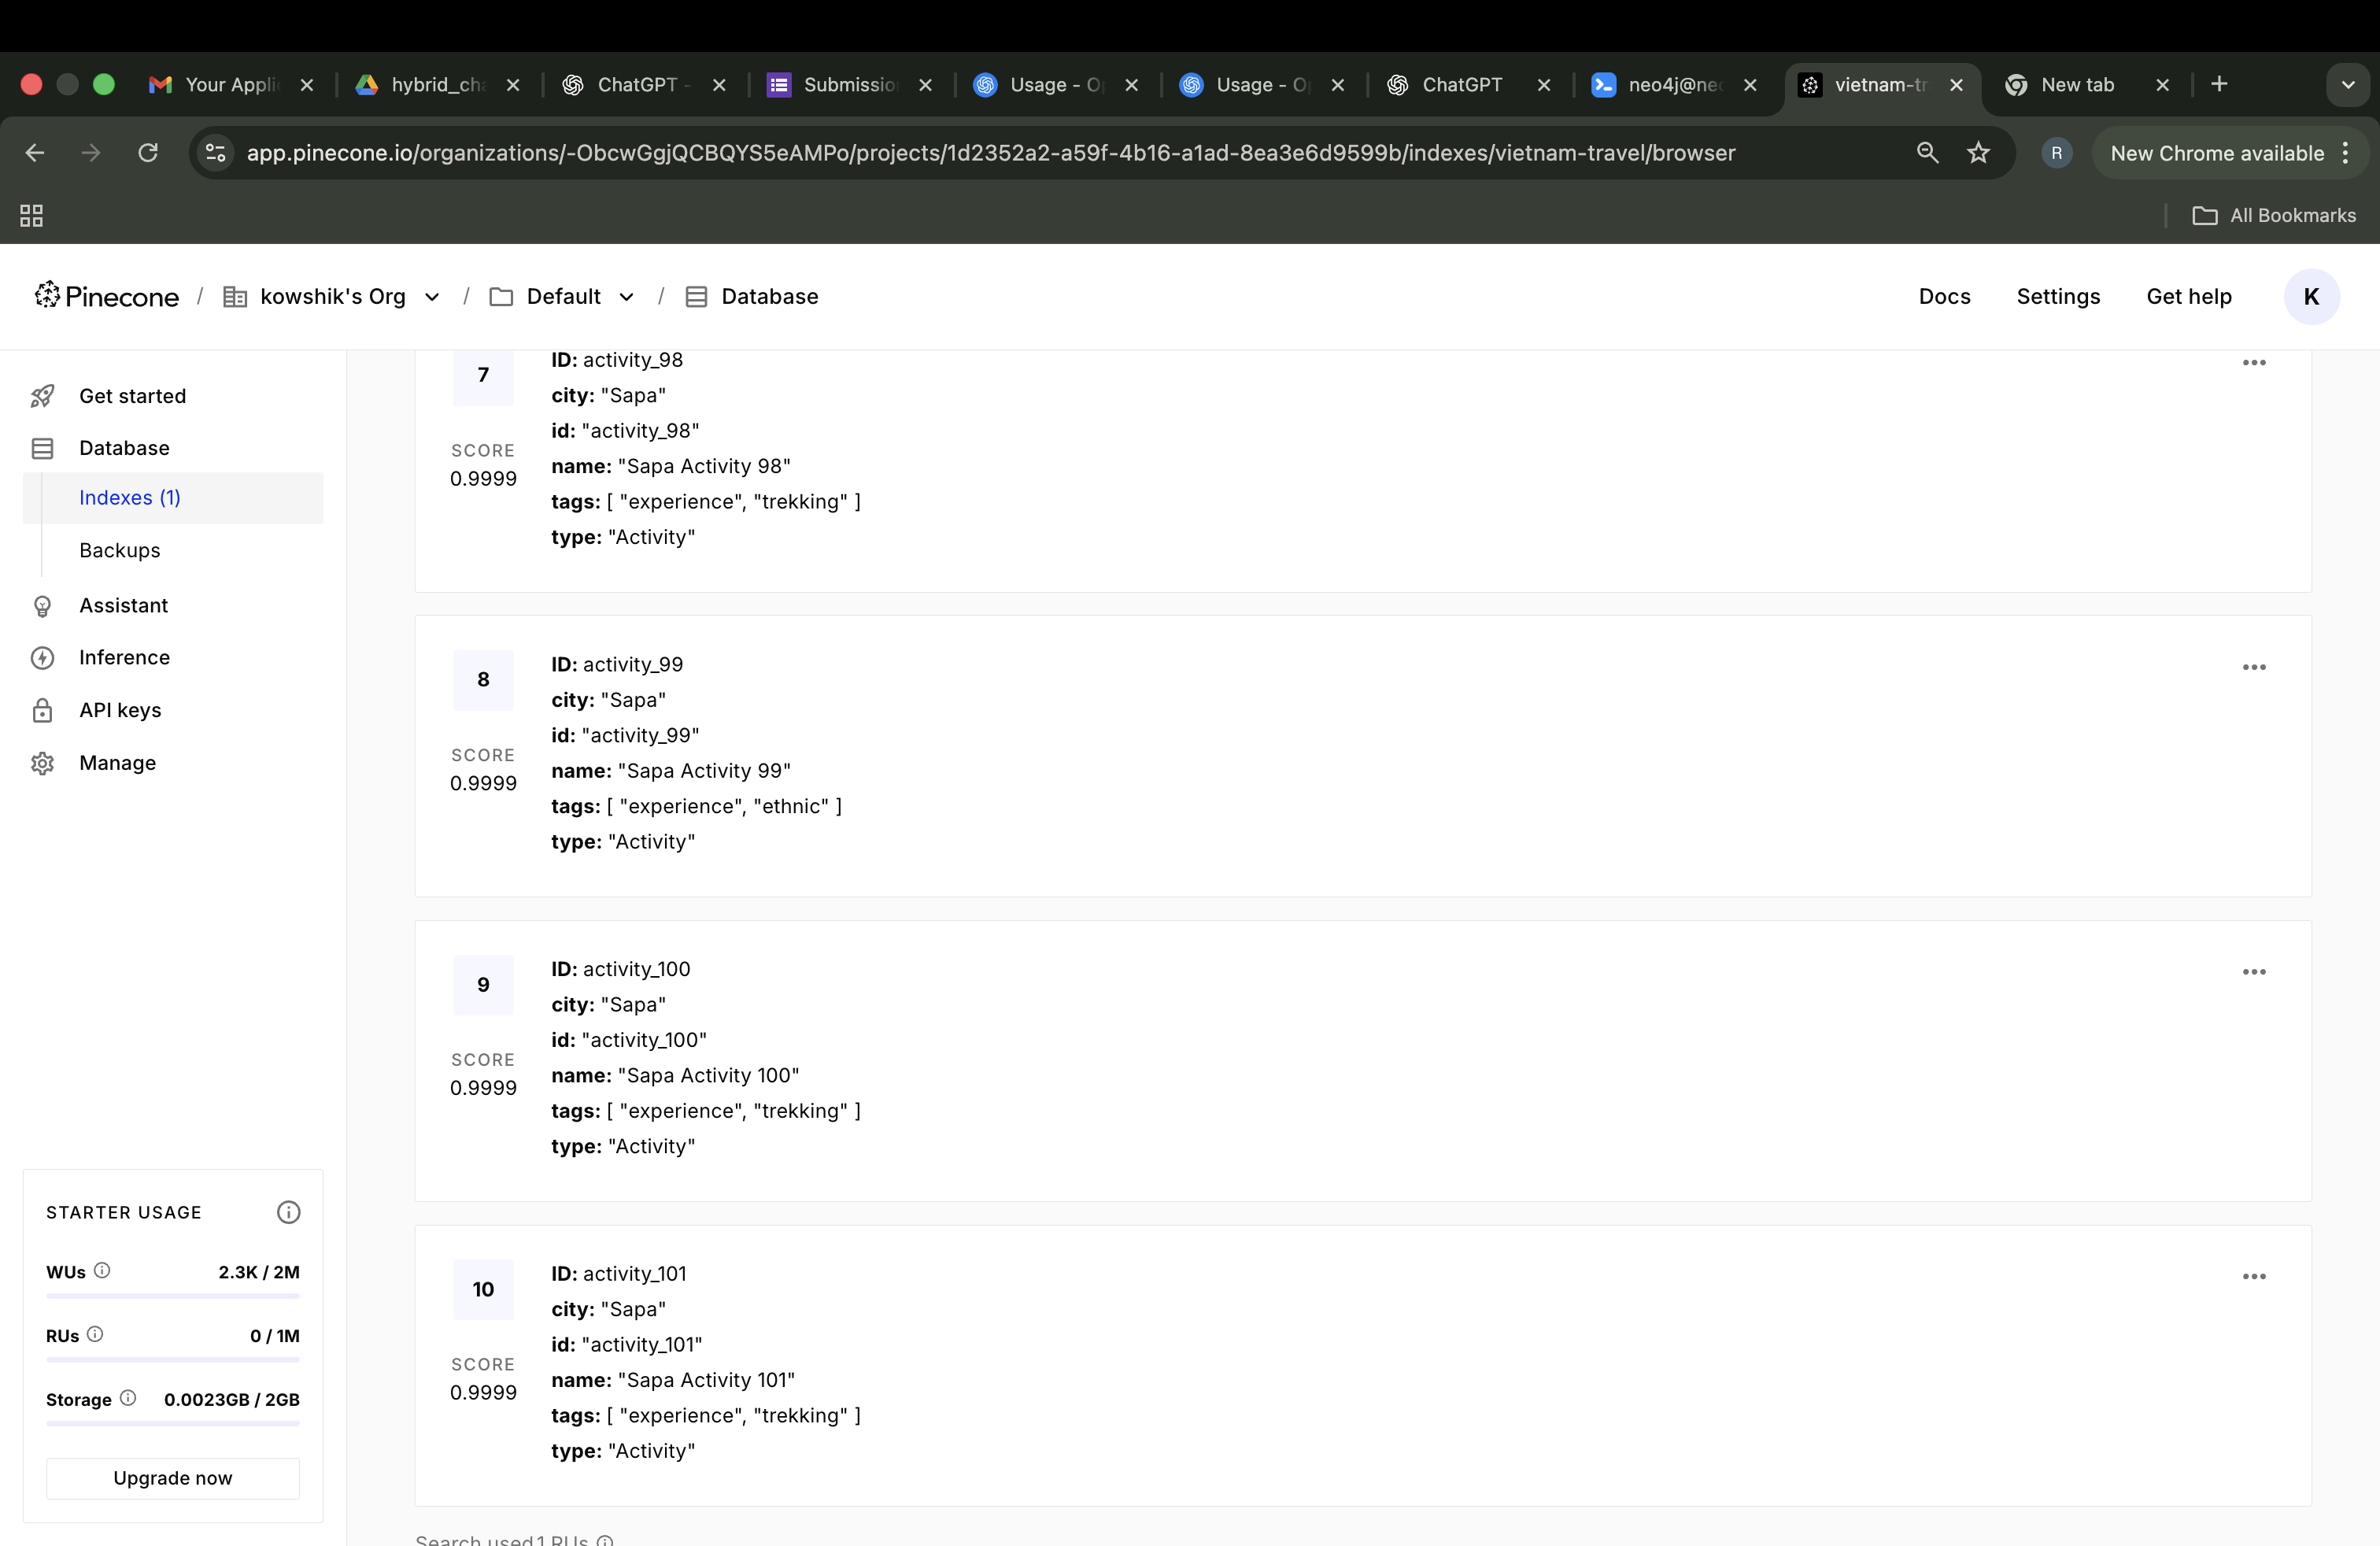 Your Appli
hybrid_cha
ChatGPT -
Submission
Usage - Op
Usage - Op
ChatGPT
neo4j@neo
vietnam-tr
New tab
app.pinecone.io/organizations/-ObcwGgjQCBQYS5eAMPo/projects/1d2352a2-a59f-4b16-a1ad-8ea3e6d9599b/indexes/vietnam-travel/browser
R
New Chrome available
All Bookmarks
Pinecone / kowshik's Org / Default / Database
Docs
Settings
Get help
K
Get started
Database
Indexes (1)
Backups
Assistant
Inference
API keys
Manage
STARTER USAGE
WUs 2.3K / 2M
RUs 0 / 1M
Storage 0.0023GB / 2GB
Upgrade now
7
SCORE
0.9999
ID: activity_98
city: "Sapa"
id: "activity_98"
name: "Sapa Activity 98"
tags: [ "experience", "trekking" ]
type: "Activity"
8
SCORE
0.9999
ID: activity_99
city: "Sapa"
id: "activity_99"
name: "Sapa Activity 99"
tags: [ "experience", "ethnic" ]
type: "Activity"
9
SCORE
0.9999
ID: activity_100
city: "Sapa"
id: "activity_100"
name: "Sapa Activity 100"
tags: [ "experience", "trekking" ]
type: "Activity"
10
SCORE
0.9999
ID: activity_101
city: "Sapa"
id: "activity_101"
name: "Sapa Activity 101"
tags: [ "experience", "trekking" ]
type: "Activity"
Search used 1 RUs